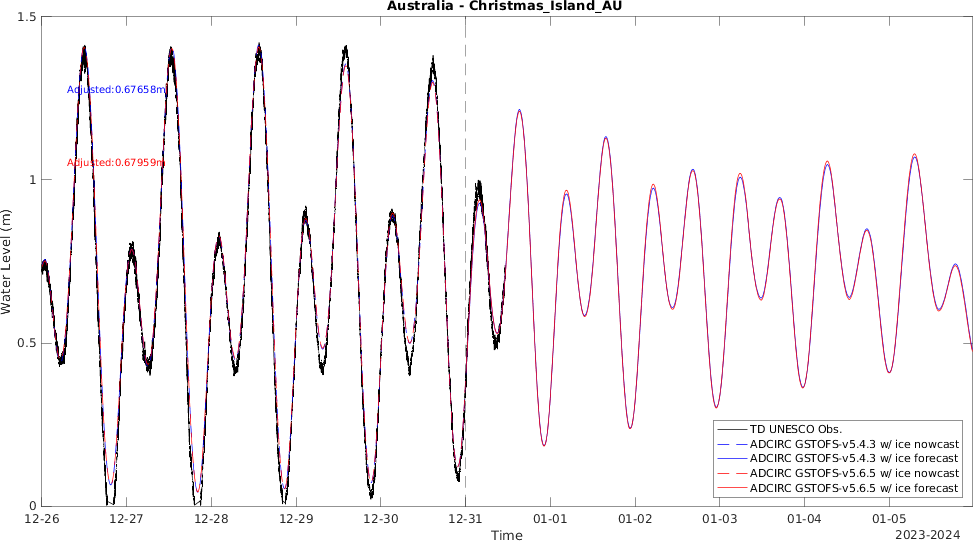 Australia - Christmas_Island_AU
1.5
Adjusted:0.67658m
Adjusted:0.67959m
1
0.5
0
Water Level (m)
TD UNESCO Obs.
ADCIRC GSTOFS-v5.4.3 w/ ice nowcast
ADCIRC GSTOFS-v5.4.3 w/ ice forecast
ADCIRC GSTOFS-v5.6.5 w/ ice nowcast
ADCIRC GSTOFS-v5.6.5 w/ ice forecast
12-26 12-27 12-28 12-29 12-30 12-31 01-01 01-02 01-03 01-04 01-05
Time
2023-2024